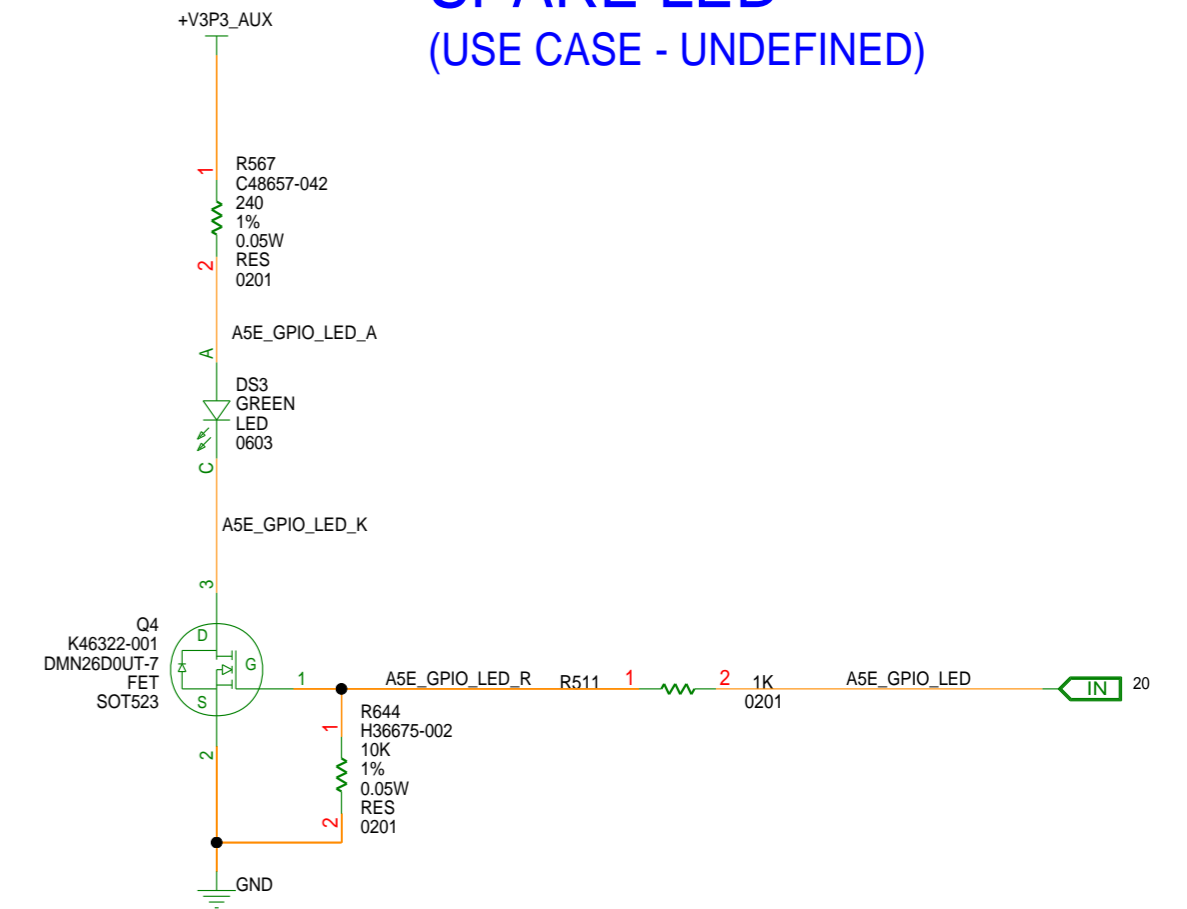 SPARE LED
(USE CASE - UNDEFINED)
+V3P3_AUX
1
R567
C48657-042
240
1%
0.05W
RES
0201
2
A5E_GPIO_LED_A
A
DS3
GREEN
LED
0603
C
A5E_GPIO_LED_K
3
Q4
K46322-001
DMN26D0UT-7
FET
SOT523
D
G
S
1
2
A5E_GPIO_LED_R
R511
1
2
1K
0201
A5E_GPIO_LED
IN
20
1
R644
H36675-002
10K
1%
0.05W
RES
0201
2
GND